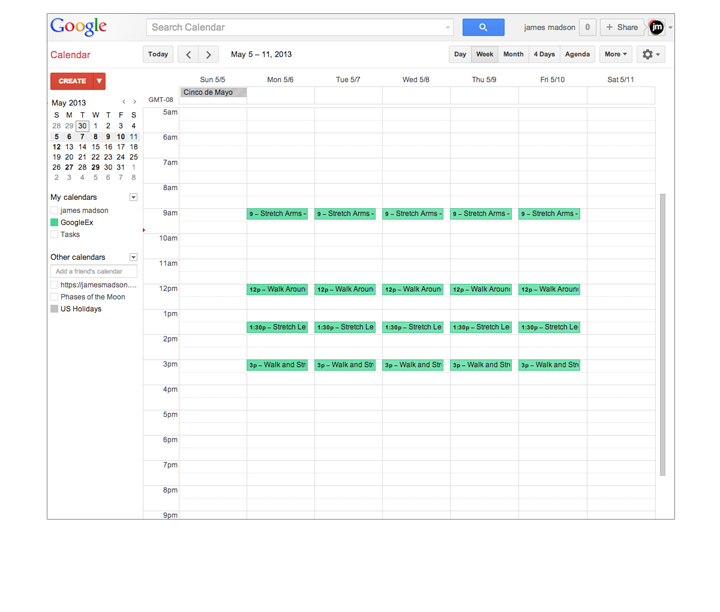 Google
Search Calendar
james madson 0 + Share jm
Calendar
Today
May 5 – 11, 2013
Day Week Month 4 Days Agenda
More
CREATE
May 2013
S M T W T F S
28 29 30 1 2 3 4
5 6 7 8 9 10 11
12 13 14 15 16 17 18
19 20 21 22 23 24 25
26 27 28 29 30 31 1
2 3 4 5 6 7 8
My calendars
james madson
GoogleEx
Tasks
Other calendars
Add a friend's calendar
https://jamesmadson....
Phases of the Moon
US Holidays
Sun 5/5 Mon 5/6 Tue 5/7 Wed 5/8 Thu 5/9 Fri 5/10 Sat 5/11
GMT-08
Cinco de Mayo
5am
6am
7am
8am
9am
9 – Stretch Arms - 9 – Stretch Arms - 9 – Stretch Arms - 9 – Stretch Arms - 9 – Stretch Arms -
10am
11am
12pm
12p – Walk Aroun 12p – Walk Aroun 12p – Walk Aroun 12p – Walk Aroun 12p – Walk Aroun
1pm
1:30p – Stretch Le 1:30p – Stretch Le 1:30p – Stretch Le 1:30p – Stretch Le 1:30p – Stretch Le
2pm
3pm
3p – Walk and Str 3p – Walk and Str 3p – Walk and Str 3p – Walk and Str 3p – Walk and Str
4pm
5pm
6pm
7pm
8pm
9pm